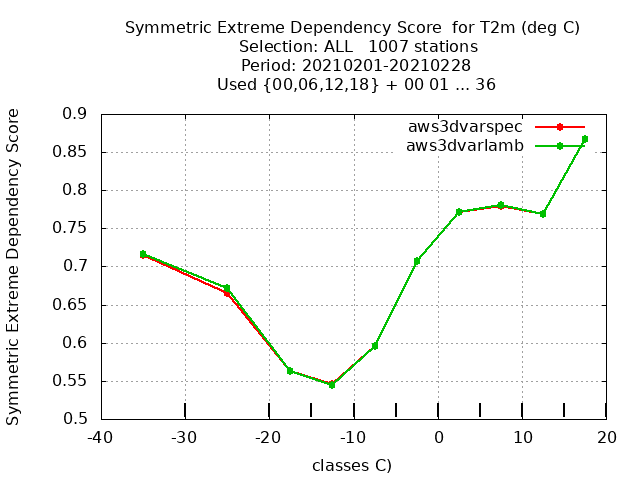 Symmetric Extreme Dependency Score  for T2m (deg C)
Selection: ALL   1007 stations
Period: 20210201-20210228
Used {00,06,12,18} + 00 01 ... 36
Symmetric Extreme Dependency Score
0.9
0.85
0.8
0.75
0.7
0.65
0.6
0.55
0.5
aws3dvarspec
aws3dvarlamb
-40 -30 -20 -10 0 10 20
classes C)